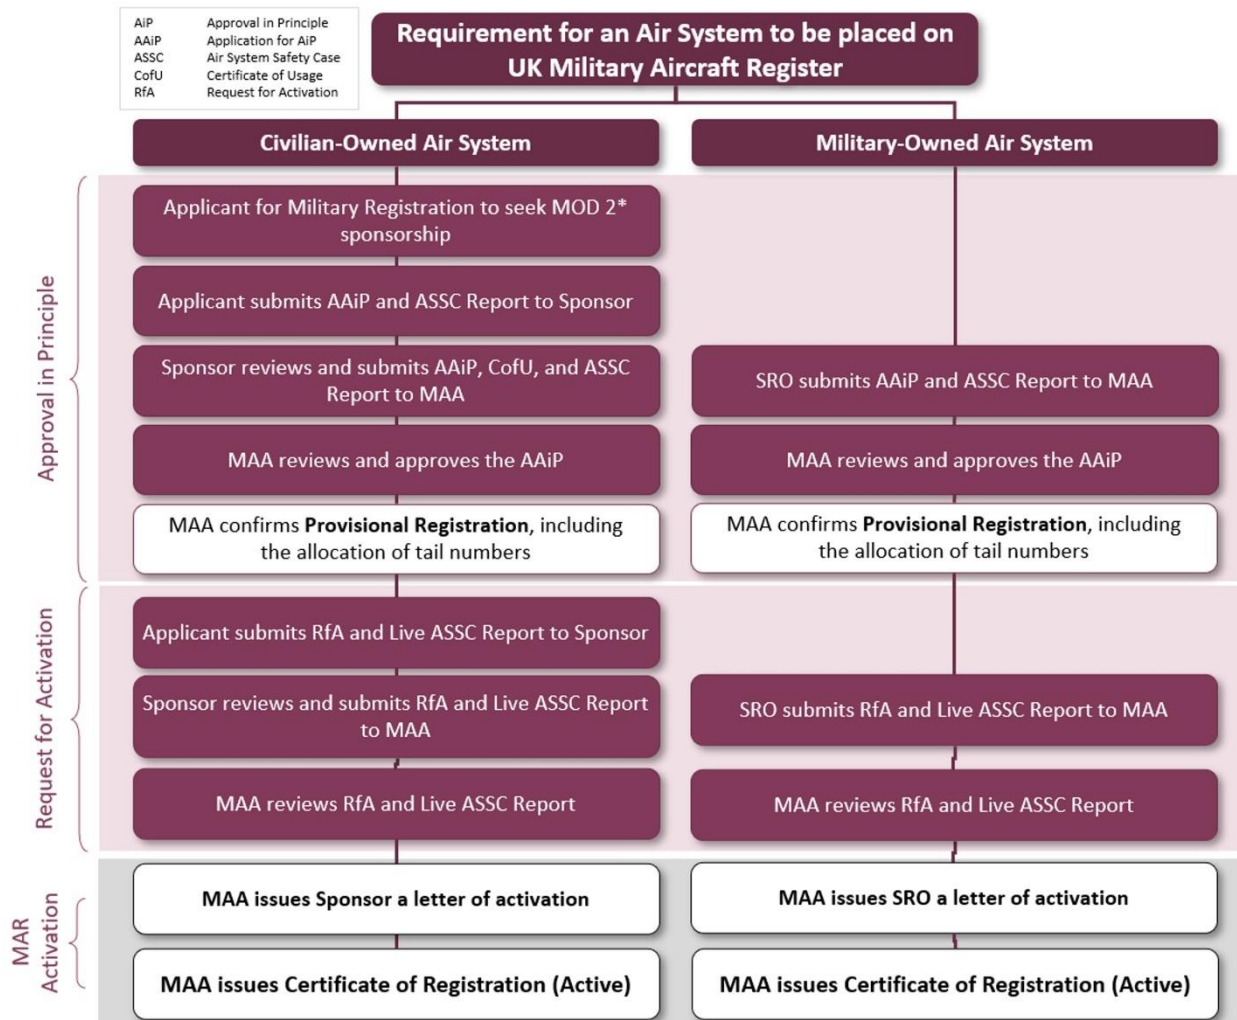 AiP Approval in Principle
AAiP Application for AiP
ASSC Air System Safety Case
CofU Certificate of Usage
RfA Request for Activation
Requirement for an Air System to be placed on
UK Military Aircraft Register
Civilian-Owned Air System
Military-Owned Air System
Approval in Principle
Applicant for Military Registration to seek MOD 2*
sponsorship
Applicant submits AAiP and ASSC Report to Sponsor
Sponsor reviews and submits AAiP, CofU, and ASSC
Report to MAA
SRO submits AAiP and ASSC Report to MAA
MAA reviews and approves the AAiP
MAA reviews and approves the AAiP
MAA confirms Provisional Registration, including
the allocation of tail numbers
MAA confirms Provisional Registration, including
the allocation of tail numbers
Request for Activation
Applicant submits RfA and Live ASSC Report to Sponsor
Sponsor reviews and submits RfA and Live ASSC Report
to MAA
SRO submits RfA and Live ASSC Report to MAA
MAA reviews RfA and Live ASSC Report
MAA reviews RfA and Live ASSC Report
MAR
Activation
MAA issues Sponsor a letter of activation
MAA issues SRO a letter of activation
MAA issues Certificate of Registration (Active)
MAA issues Certificate of Registration (Active)